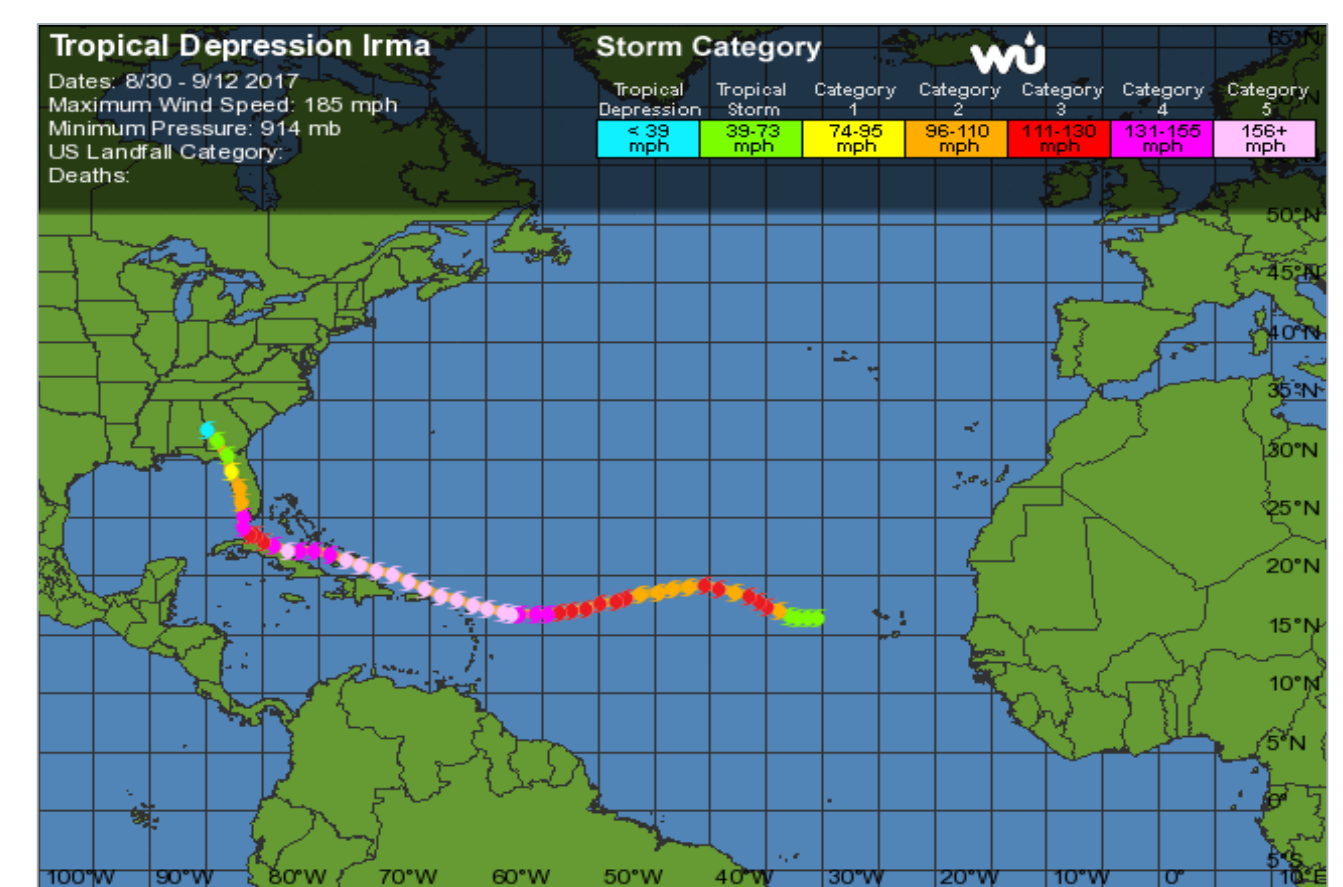 Tropical Depression Irma
Dates: 8/30 - 9/12 2017
Maximum Wind Speed: 185 mph
Minimum Pressure: 914 mb
US Landfall Category:
Deaths:
Storm Category
wu
Tropical Depression
< 39 mph
Tropical Storm
39-73 mph
Category 1
74-95 mph
Category 2
96-110 mph
Category 3
111-130 mph
Category 4
131-155 mph
Category 5
156+ mph
65°N
60°N
50°N
45°N
40°N
35°N
30°N
25°N
20°N
15°N
10°N
5°N
0°
5°S
100°W 90°W 80°W 70°W 60°W 50°W 40°W 30°W 20°W 10°W 0° 10°E